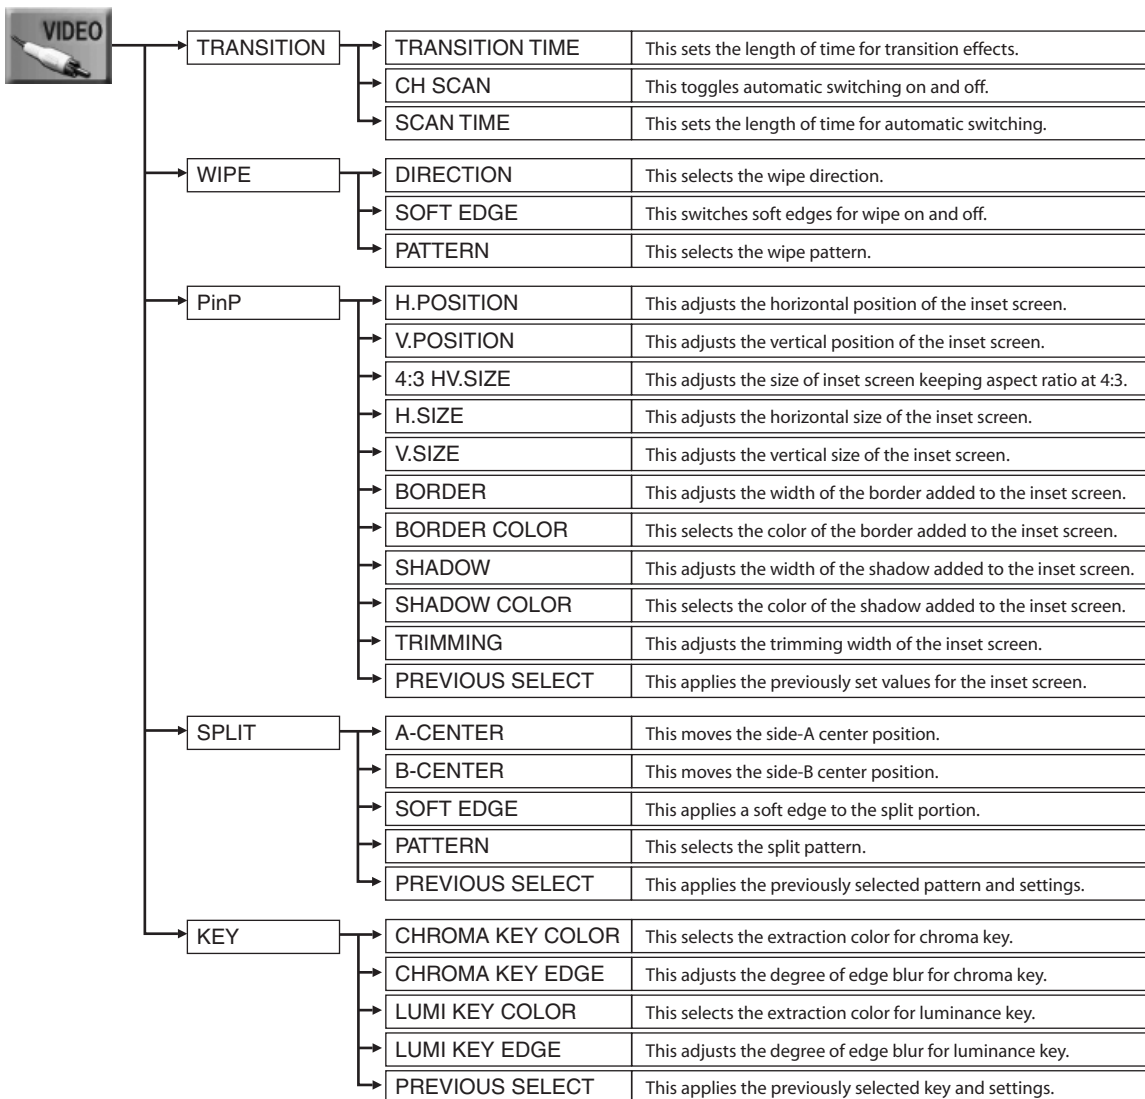 VIDEO
TRANSITION
TRANSITION TIME This sets the length of time for transition effects.
CH SCAN This toggles automatic switching on and off.
SCAN TIME This sets the length of time for automatic switching.
WIPE
DIRECTION This selects the wipe direction.
SOFT EDGE This switches soft edges for wipe on and off.
PATTERN This selects the wipe pattern.
PinP
H.POSITION This adjusts the horizontal position of the inset screen.
V.POSITION This adjusts the vertical position of the inset screen.
4:3 HV.SIZE This adjusts the size of inset screen keeping aspect ratio at 4:3.
H.SIZE This adjusts the horizontal size of the inset screen.
V.SIZE This adjusts the vertical size of the inset screen.
BORDER This adjusts the width of the border added to the inset screen.
BORDER COLOR This selects the color of the border added to the inset screen.
SHADOW This adjusts the width of the shadow added to the inset screen.
SHADOW COLOR This selects the color of the shadow added to the inset screen.
TRIMMING This adjusts the trimming width of the inset screen.
PREVIOUS SELECT This applies the previously set values for the inset screen.
SPLIT
A-CENTER This moves the side-A center position.
B-CENTER This moves the side-B center position.
SOFT EDGE This applies a soft edge to the split portion.
PATTERN This selects the split pattern.
PREVIOUS SELECT This applies the previously selected pattern and settings.
KEY
CHROMA KEY COLOR This selects the extraction color for chroma key.
CHROMA KEY EDGE This adjusts the degree of edge blur for chroma key.
LUMI KEY COLOR This selects the extraction color for luminance key.
LUMI KEY EDGE This adjusts the degree of edge blur for luminance key.
PREVIOUS SELECT This applies the previously selected key and settings.